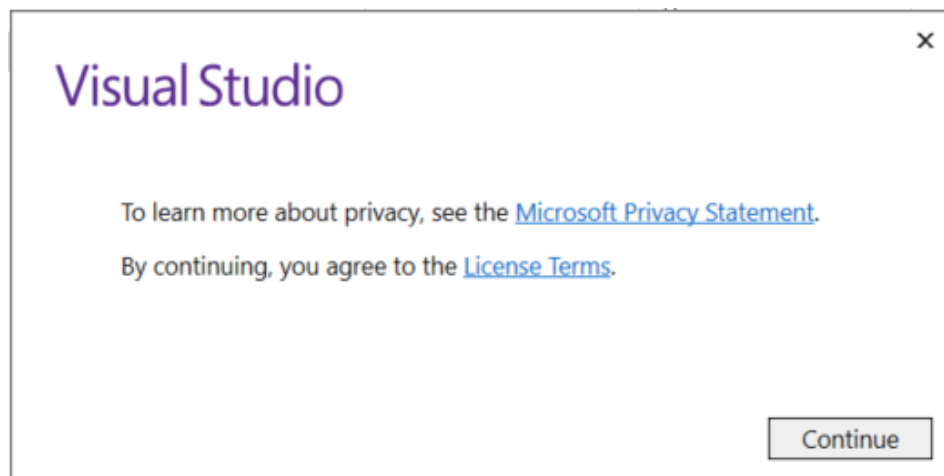 Visual Studio
To learn more about privacy, see the Microsoft Privacy Statement.
By continuing, you agree to the License Terms.
Continue